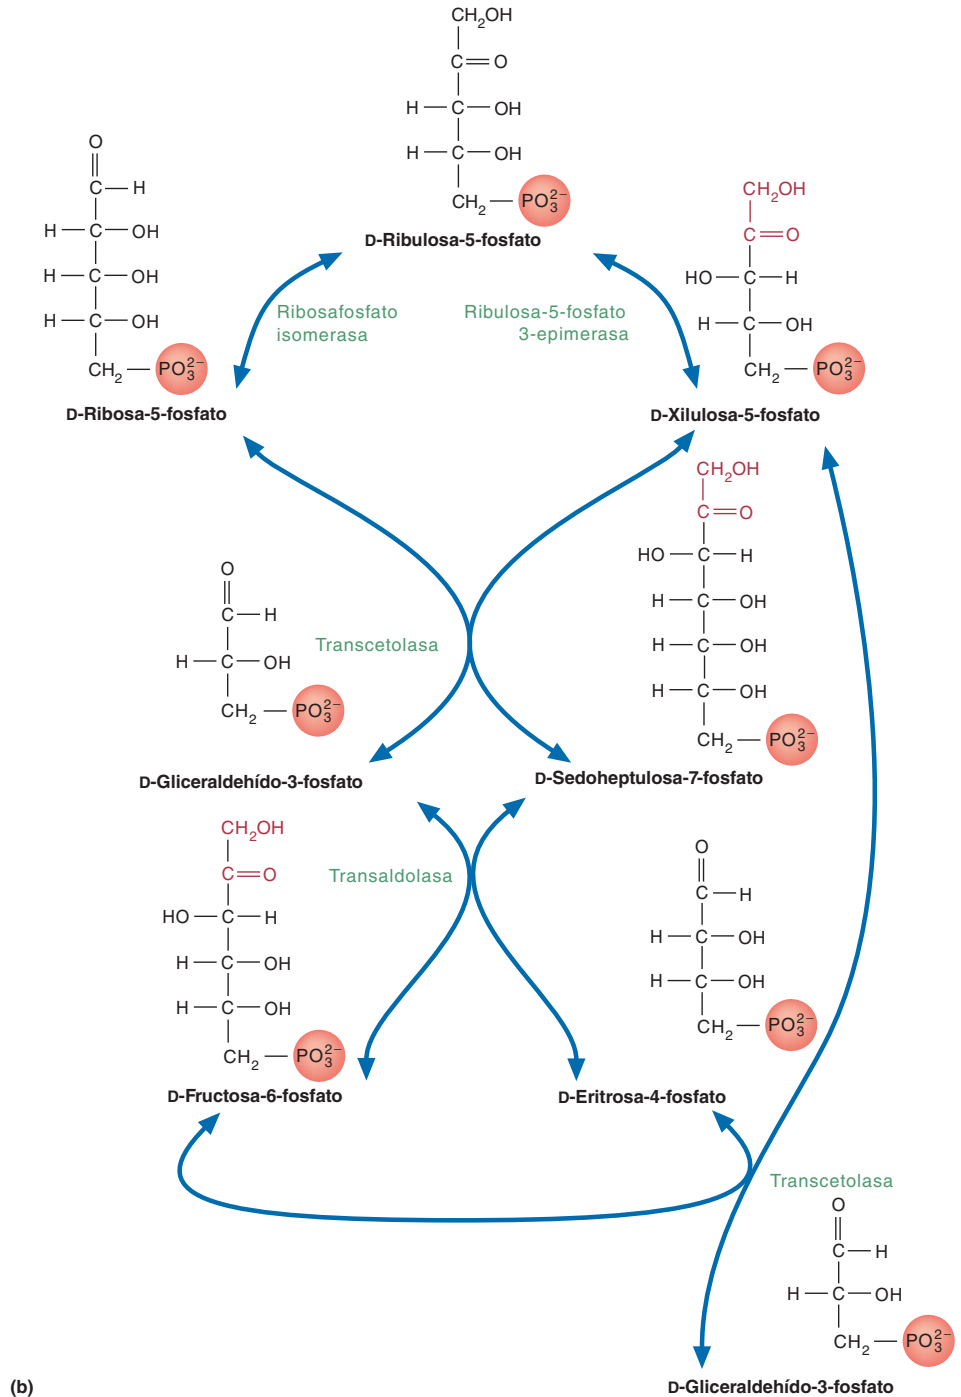 CH2OH
C=O
H—C—OH
H—C—OH
CH2—PO3 2−
D-Ribulosa-5-fosfato
O
C—H
H—C—OH
H—C—OH
H—C—OH
CH2—PO3 2−
D-Ribosa-5-fosfato
Ribosafosfato
isomerasa
Ribulosa-5-fosfato
3-epimerasa
CH2OH
C=O
HO—C—H
H—C—OH
CH2—PO3 2−
D-Xilulosa-5-fosfato
O
C—H
H—C—OH
CH2—PO3 2−
D-Gliceraldehído-3-fosfato
Transcetolasa
CH2OH
C=O
HO—C—H
H—C—OH
H—C—OH
H—C—OH
CH2—PO3 2−
D-Sedoheptulosa-7-fosfato
CH2OH
C=O
HO—C—H
H—C—OH
H—C—OH
CH2—PO3 2−
D-Fructosa-6-fosfato
Transaldolasa
O
C—H
H—C—OH
H—C—OH
CH2—PO3 2−
D-Eritrosa-4-fosfato
Transcetolasa
O
C—H
H—C—OH
CH2—PO3 2−
D-Gliceraldehído-3-fosfato
(b)